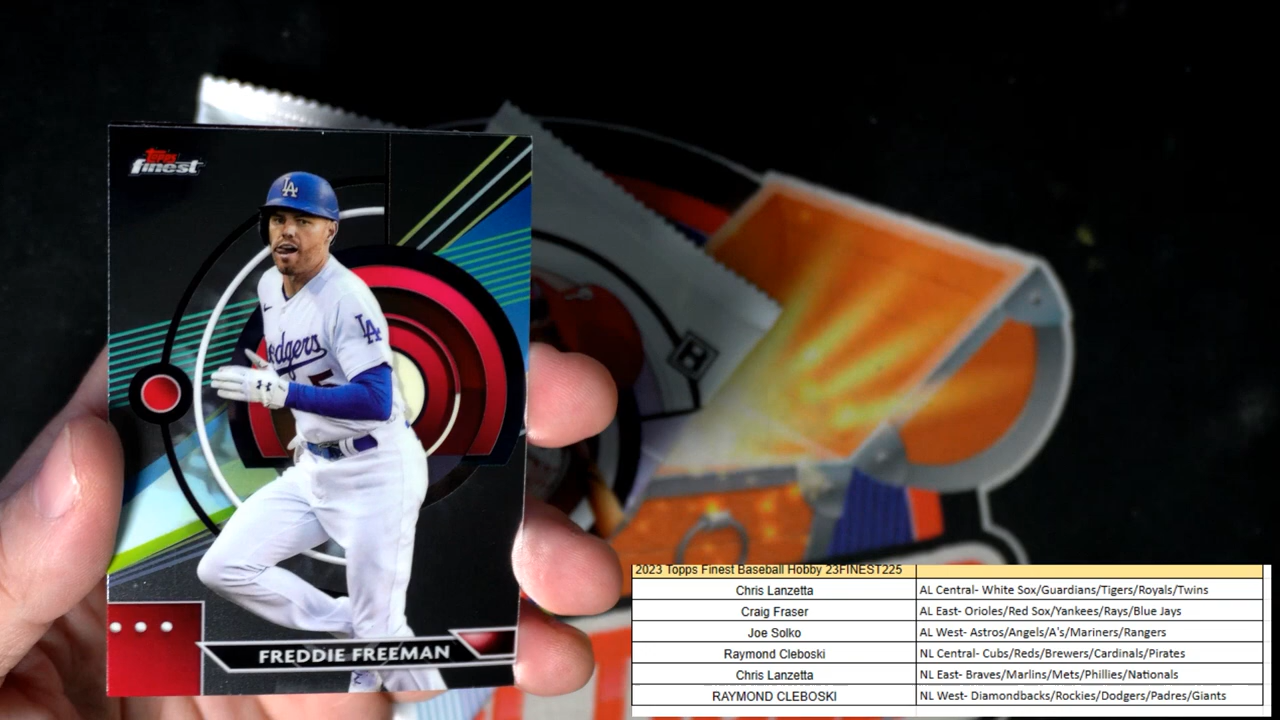 Topps
finest
LA
Dodgers
LA
5
FREDDIE FREEMAN
2023 Topps Finest Baseball Hobby 23FINEST225
Chris Lanzetta AL Central- White Sox/Guardians/Tigers/Royals/Twins
Craig Fraser AL East- Orioles/Red Sox/Yankees/Rays/Blue Jays
Joe Solko AL West- Astros/Angels/A's/Mariners/Rangers
Raymond Cleboski NL Central- Cubs/Reds/Brewers/Cardinals/Pirates
Chris Lanzetta NL East- Braves/Marlins/Mets/Phillies/Nationals
RAYMOND CLEBOSKI NL West- Diamondbacks/Rockies/Dodgers/Padres/Giants